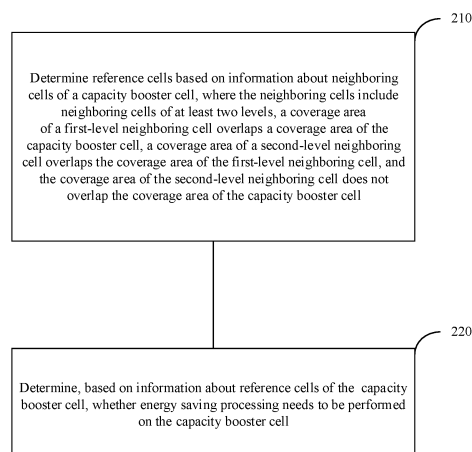 210
Determine reference cells based on information about neighboring
cells of a capacity booster cell, where the neighboring cells include
neighboring cells of at least two levels, a coverage area
of a first-level neighboring cell overlaps a coverage area of the
capacity booster cell, a coverage area of a second-level neighboring
cell overlaps the coverage area of the first-level neighboring cell, and
the coverage area of the second-level neighboring cell does not
overlap the coverage area of the capacity booster cell
220
Determine, based on information about reference cells of the capacity
booster cell, whether energy saving processing needs to be performed
on the capacity booster cell